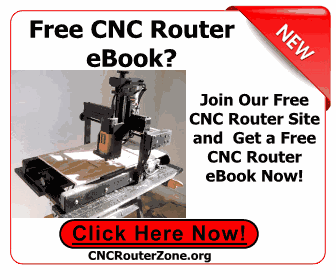 Free CNC Router
eBook?
NEW
Join Our Free
CNC Router Site
and Get a Free
CNC Router
eBook Now!
Click Here Now!
CNCRouterZone.org